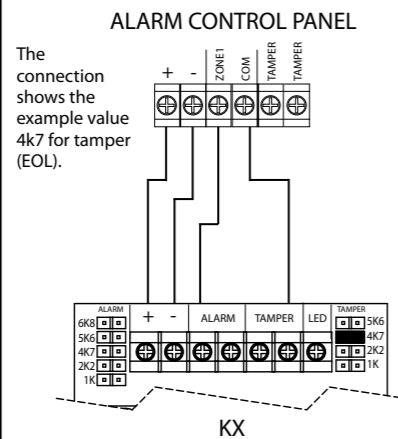 ALARM CONTROL PANEL
The
connection
shows the
example value
4k7 for tamper
(EOL).
+ - ZONE1 COM TAMPER TAMPER
ALARM
6K8
5K6
4K7
2K2
1K
+ - ALARM TAMPER LED
TAMPER
5K6
4K7
2K2
1K
KX